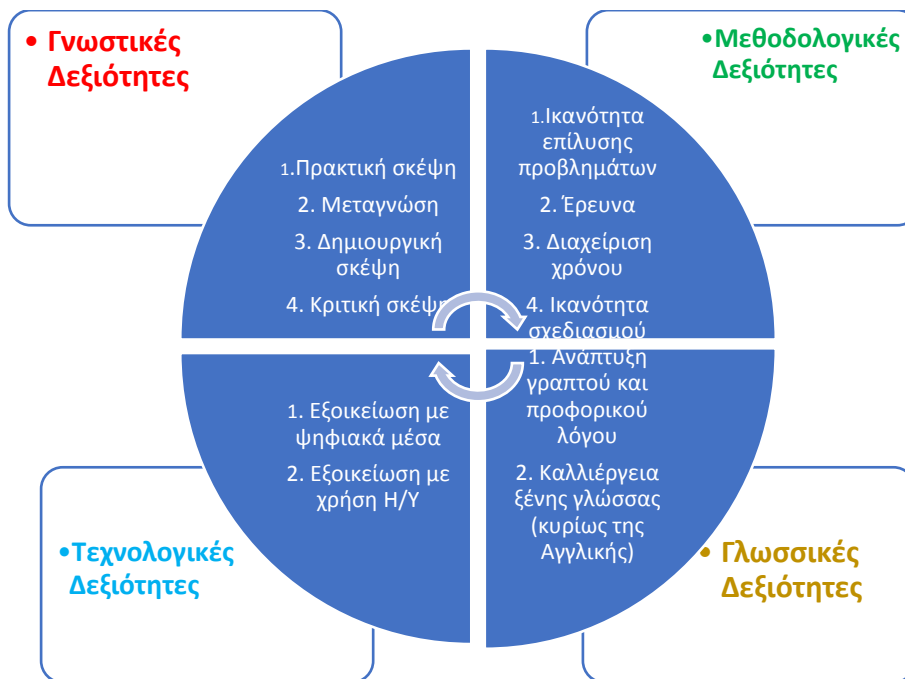 • Γνωστικές
Δεξιότητες
1.Πρακτική σκέψη
2. Μεταγνώση
3. Δημιουργική
σκέψη
4. Κριτική σκέψη
•Μεθοδολογικές
Δεξιότητες
1.Ικανότητα
επίλυσης
προβλημάτων
2. Έρευνα
3. Διαχείριση
χρόνου
4. Ικανότητα
σχεδιασμού
1. Εξοικείωση με
ψηφιακά μέσα
2. Εξοικείωση με
χρήση Η/Υ
•Τεχνολογικές
Δεξιότητες
1. Ανάπτυξη
γραπτού και
προφορικού
λόγου
2. Καλλιέργεια
ξένης γλώσσας
(κυρίως της
Αγγλικής)
• Γλωσσικές
Δεξιότητες